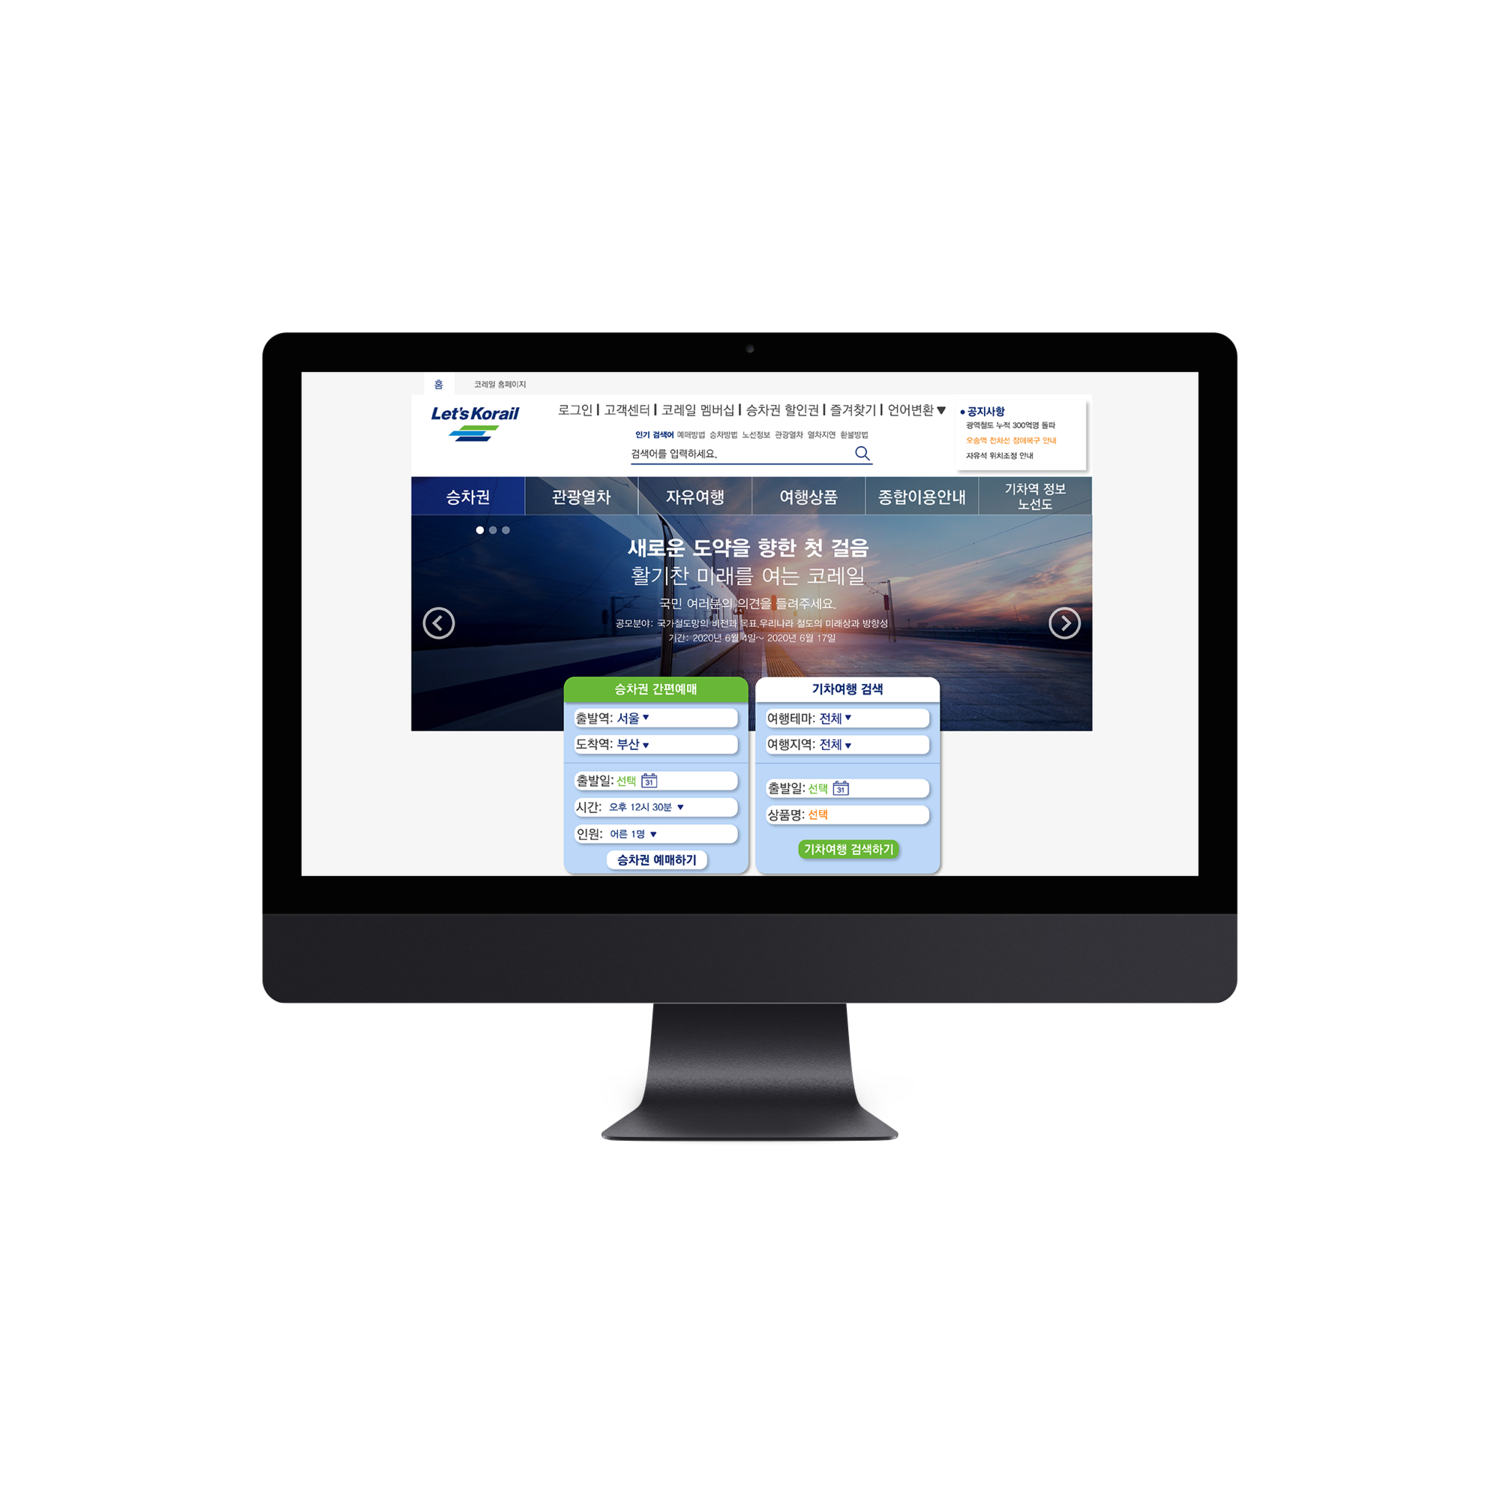 홈 코레일 홈페이지
Let's Korail
로그인 | 고객센터 | 코레일 멤버십 | 승차권 할인권 | 즐겨찾기 | 언어변환 ▼
인기 검색어 예매방법 승차방법 노선정보 관광열차 열차지연 환불방법
검색어를 입력하세요.
• 공지사항
광역철도 누적 300억명 돌파
오송역 전차선 장애복구 안내
자유석 위치조정 안내
승차권 관광열차 자유여행 여행상품 종합이용안내 기차역 정보
노선도
새로운 도약을 향한 첫 걸음
활기찬 미래를 여는 코레일
국민 여러분의 의견을 들려주세요.
공모분야: 국가철도망의 비전과 목표,우리나라 철도의 미래상과 방향성
기간: 2020년 6월 4일~ 2020년 6월 17일
승차권 간편예매
출발역: 서울 ▼
도착역: 부산 ▼
출발일: 선택 31
시간: 오후 12시 30분 ▼
인원: 어른 1명 ▼
승차권 예매하기
기차여행 검색
여행테마: 전체 ▼
여행지역: 전체 ▼
출발일: 선택 31
상품명: 선택
기차여행 검색하기